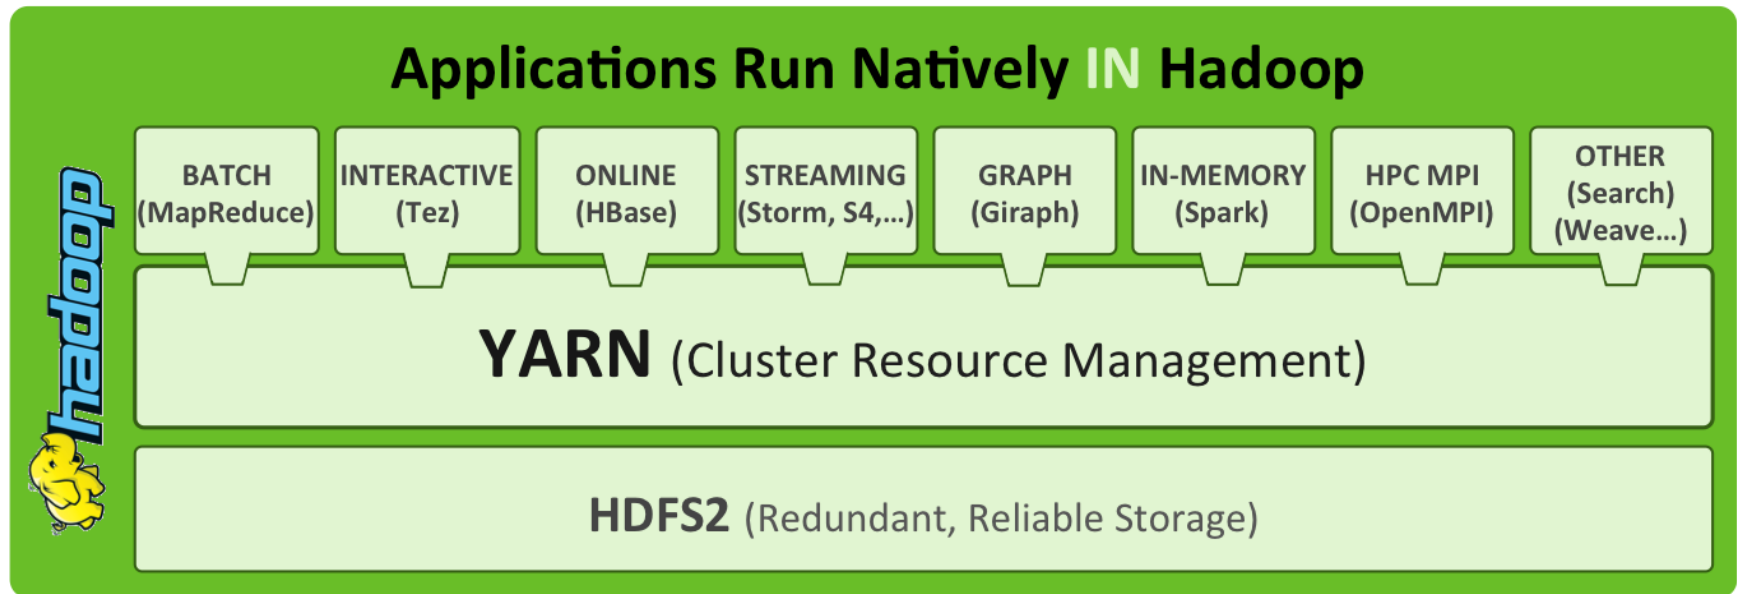 Applications Run Natively IN Hadoop
BATCH
(MapReduce)
INTERACTIVE
(Tez)
ONLINE
(HBase)
STREAMING
(Storm, S4,...)
GRAPH
(Giraph)
IN-MEMORY
(Spark)
HPC MPI
(OpenMPI)
OTHER
(Search)
(Weave...)
hadoop
YARN (Cluster Resource Management)
HDFS2 (Redundant, Reliable Storage)